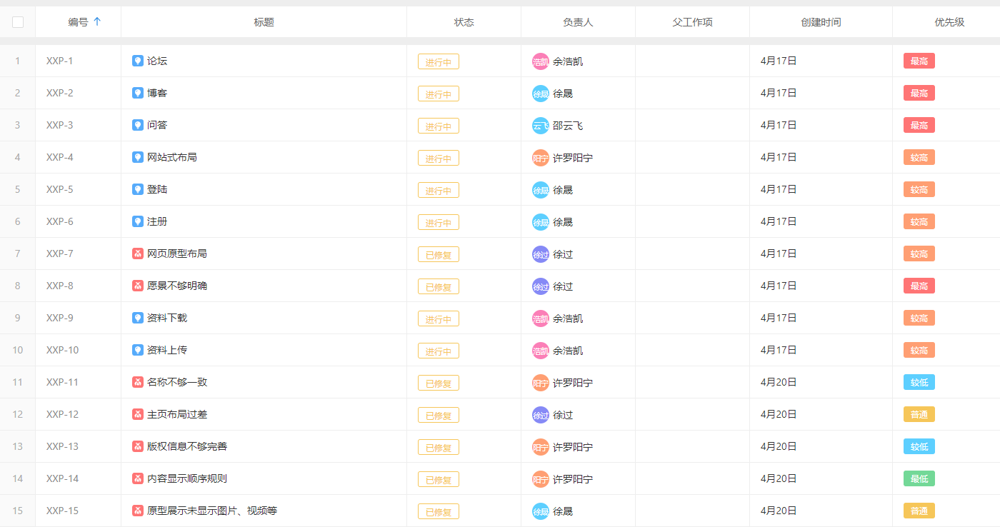 编号 ↑ 标题 状态 负责人 父工作项 创建时间 优先级
1 XXP-1 论坛 进行中 浩凯 余浩凯 4月17日 最高
2 XXP-2 博客 进行中 徐晟 徐晟 4月17日 最高
3 XXP-3 问答 进行中 云飞 邵云飞 4月17日 最高
4 XXP-4 网站式布局 进行中 阳宁 许罗阳宁 4月17日 较高
5 XXP-5 登陆 进行中 徐晟 徐晟 4月17日 较高
6 XXP-6 注册 进行中 徐晟 徐晟 4月17日 较高
7 XXP-7 网页原型布局 已修复 徐过 徐过 4月17日 较高
8 XXP-8 愿景不够明确 已修复 徐过 徐过 4月17日 最高
9 XXP-9 资料下载 进行中 浩凯 余浩凯 4月17日 较高
10 XXP-10 资料上传 进行中 浩凯 余浩凯 4月17日 较高
11 XXP-11 名称不够一致 已修复 阳宁 许罗阳宁 4月20日 较低
12 XXP-12 主页布局过差 已修复 徐过 徐过 4月20日 普通
13 XXP-13 版权信息不够完善 已修复 阳宁 许罗阳宁 4月20日 较低
14 XXP-14 内容显示顺序规则 已修复 阳宁 许罗阳宁 4月20日 最低
15 XXP-15 原型展示未显示图片、视频等 已修复 徐晟 徐晟 4月20日 普通